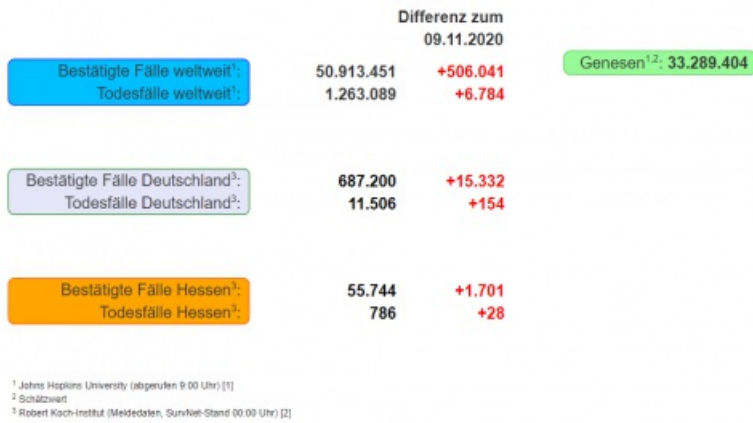 Differenz zum
09.11.2020
Bestätigte Fälle weltweit¹: 50.913.451 +506.041
Genesen¹,²: 33.289.404
Todesfälle weltweit¹: 1.263.089 +6.784
Bestätigte Fälle Deutschland³: 687.200 +15.332
Todesfälle Deutschland³: 11.506 +154
Bestätigte Fälle Hessen³: 55.744 +1.701
Todesfälle Hessen³: 786 +28
¹ Johns Hopkins University (abgerufen 9:00 Uhr) [1]
² Schätzwert
³ Robert Koch-Institut (Meldedaten, SurvNet-Stand 00:00 Uhr) [2]